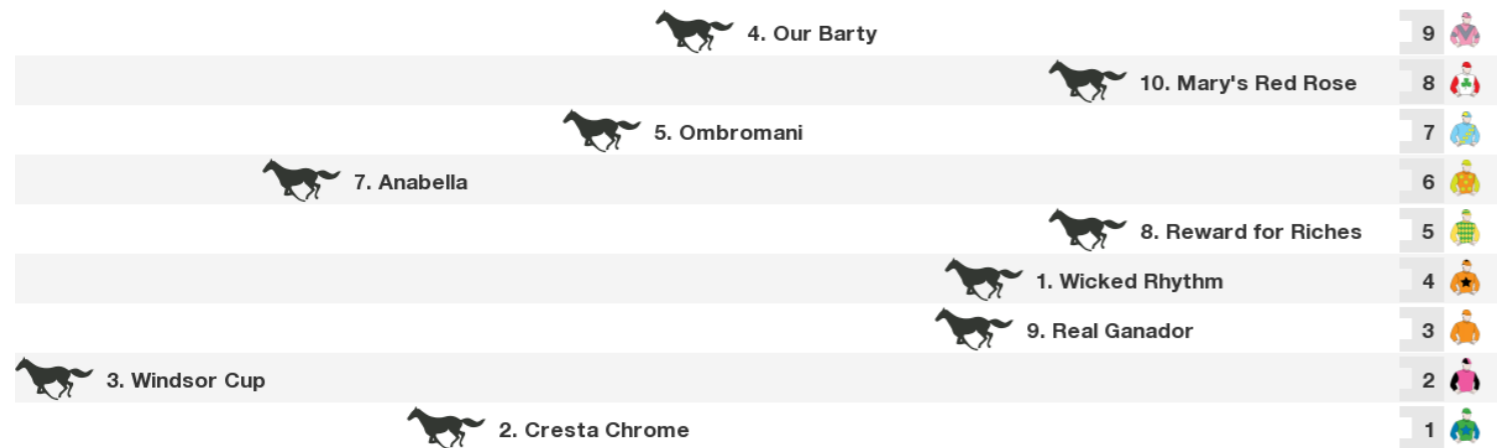 4. Our Barty 9
10. Mary's Red Rose 8
5. Ombromani 7
7. Anabella 6
8. Reward for Riches 5
1. Wicked Rhythm 4
9. Real Ganador 3
3. Windsor Cup 2
2. Cresta Chrome 1